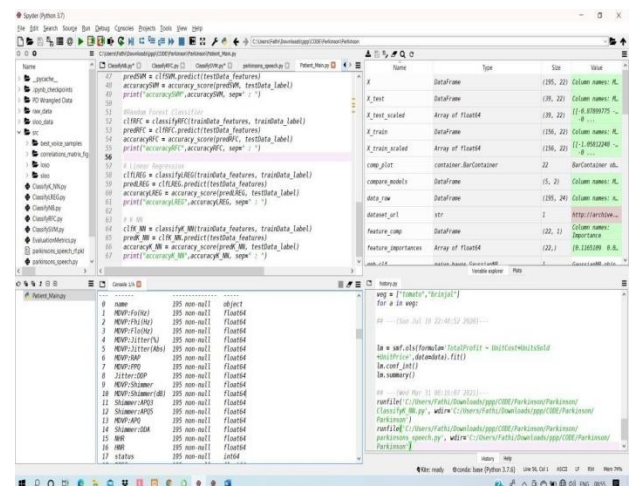 Spyder (Python 3.7)
File Edit Search Source Run Debug Consoles Projects Tools View Help
Name
__pycache__
.ipynb_checkpoints
PD Wrangled Data
raw_data
sliso_data
src
best_voice_samples
correlations_matrix_fig
ClassifyK_NN.py
ClassifyLREG.py
ClassifyNB.py
ClassifyRFC.py
ClassifySVM.py
EvaluationMetrics.py
parkinsons_speech.py
ClassifyRFC.py
ClassifySVM.py
parkinsons_speech.py
Patient_Main.py
47 predSVM = clfSVM.predict(testData_features)
48 accuracySVM = accuracy_score(predSVM, testData_label)
49 print("accuracySVM",accuracySVM, sep=" : ")
50
51 #Random Forest Classifier
52 clfRFC = classifyRFC(trainData_features, trainData_label)
53 predRFC = clfRFC.predict(testData_features)
54 accuracyRFC = accuracy_score(predRFC, testData_label)
55 print("accuracyRFC",accuracyRFC, sep=" : ")
56
57 # Linear Regression
58 clfLREG = classifyLREG(trainData_features, trainData_label)
59 predLREG = clfLREG.predict(testData_features)
60 accuracyLREG = accuracy_score(predLREG, testData_label)
61 print("accuracyLREG",accuracyLREG, sep=" : ")
62
63 # K NN
64 clfK_NN = classifyK_NN(trainData_features, trainData_label)
65 predK_NN = clfK_NN.predict(testData_features)
66 accuracyK_NN = accuracy_score(predK_NN, testData_label)
67 print("accuracyK_NN",accuracyK_NN, sep=" : ")
Name Type Size Value
X DataFrame (195, 22) Column names:
X_test DataFrame (39, 22) Column names:
X_test_scaled Array of float64 (39, 22)
X_train DataFrame (156, 22) Column names:
X_train_scaled Array of float64 (156, 22)
comp_plot container.BarContainer 22 BarContainer
compare_models DataFrame (5, 2) Column names:
data_raw DataFrame (195, 24) Column names:
dataset_url str 1 http://archive...
feature_comp DataFrame (22, 1) Column names: Importance
feature_importances Array of float64 (22,)
Variable explorer Plots
Patient_Main.py
Console 1/A
0 name 195 non-null object
1 MDVP:Fo(Hz) 195 non-null float64
2 MDVP:Fhi(Hz) 195 non-null float64
3 MDVP:Flo(Hz) 195 non-null float64
4 MDVP:Jitter(%) 195 non-null float64
5 MDVP:Jitter(Abs) 195 non-null float64
6 MDVP:RAP 195 non-null float64
7 MDVP:PPQ 195 non-null float64
8 Jitter:DDP 195 non-null float64
9 MDVP:Shimmer 195 non-null float64
10 MDVP:Shimmer(dB) 195 non-null float64
11 Shimmer:APQ3 195 non-null float64
12 Shimmer:APQ5 195 non-null float64
13 MDVP:APQ 195 non-null float64
14 Shimmer:DDA 195 non-null float64
15 NHR 195 non-null float64
16 HNR 195 non-null float64
17 status 195 non-null int64
history.py
veg = ["tomato","brinjal"]
for a in veg:
lm = smf.ols(formula='TotalProfit ~ UnitCost+UnitsSold
+UnitPrice',data=data).fit()
lm.conf_int()
lm.summary()
runfile('C:/Users/Fathi/Downloads/ppp/CODE/Parkinson/Parkinson/
ClassifyK_NN.py', wdir='C:/Users/Fathi/Downloads/ppp/CODE/Parkinson/
Parkinson')
runfile('C:/Users/Fathi/Downloads/ppp/CODE/Parkinson/Parkinson/
parkinsons_speech.py', wdir='C:/Users/Fathi/Downloads/ppp/CODE/Parkinson/
Parkinson')
History Help
Kite: ready conda: base (Python 3.7.6) Line 56, Col 1 ASCII LF RW Mem 79%
ENG 08:55